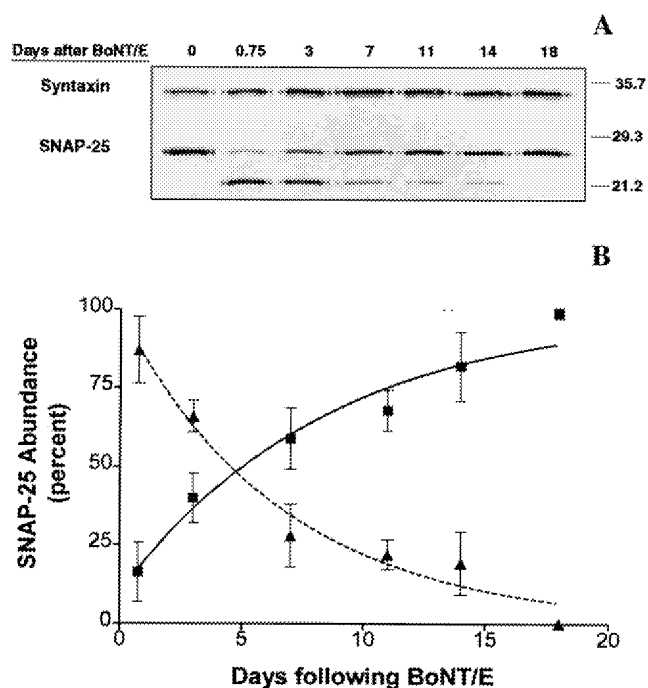 A
Days after BoNT/E 0 0.75 3 7 11 14 18
Syntaxin
35.7
29.3
SNAP-25
21.2
B
100
75
50
25
0
SNAP-25 Abundance
(percent)
0 5 10 15 20
Days following BoNT/E